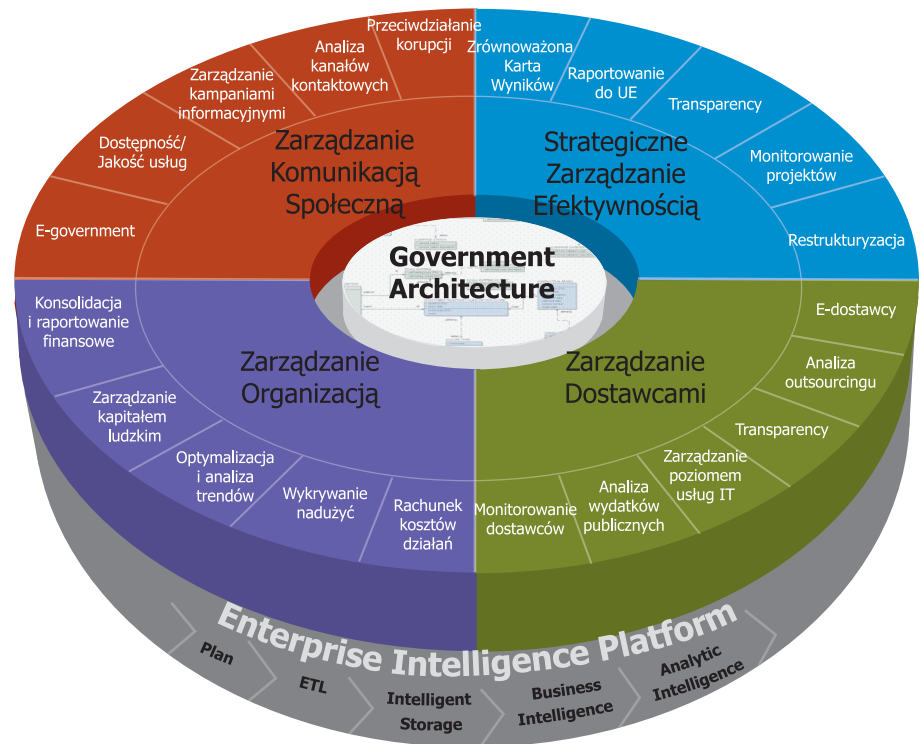 Przeciwdziałanie
korupcji
Analiza
kanałów
kontaktowych
Zarządzanie
kampaniami
informacyjnymi
Dostępność/
Jakość usług
E-government
Zarządzanie
Komunikacją
Społeczną
Zrównoważona
Karta
Wyników
Raportowanie
do UE
Transparency
Monitorowanie
projektów
Restrukturyzacja
Strategiczne
Zarządzanie
Efektywnością
Government
Architecture
Konsolidacja
i raportowanie
finansowe
Zarządzanie
kapitałem
ludzkim
Optymalizacja
i analiza
trendów
Wykrywanie
nadużyć
Rachunek
kosztów
działań
Zarządzanie
Organizacją
Zarządzanie
Dostawcami
E-dostawcy
Analiza
outsourcingu
Transparency
Zarządzanie
poziomem
usług IT
Analiza
wydatków
publicznych
Monitorowanie
dostawców
Enterprise Intelligence Platform
Plan
ETL
Intelligent
Storage
Business
Intelligence
Analytic
Intelligence